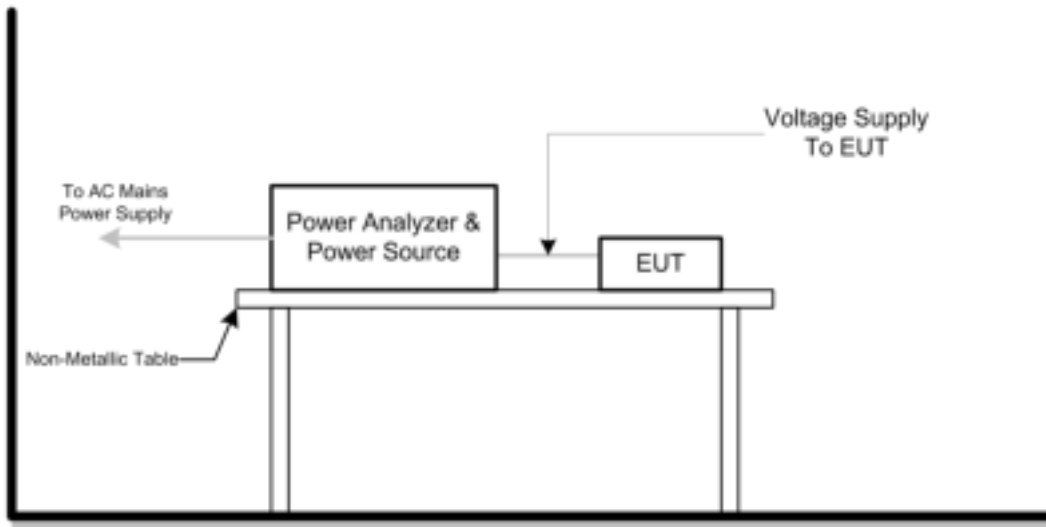 Voltage Supply
To EUT
To AC Mains
Power Supply
Power Analyzer &
Power Source
EUT
Non-Metallic Table